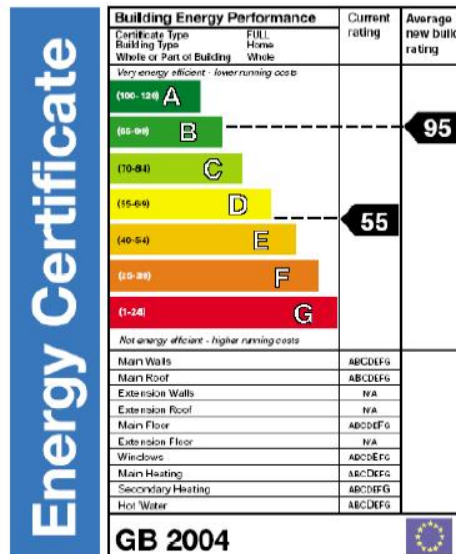 Energy Certificate
Building Energy Performance
Certificate Type FULL
Building Type Home
Whole or Part of Building Whole
Current rating
Average new build rating
Very energy efficient - lower running costs
(100-120) A
B
95
(70-84) C
(55-69) D
55
(40-54) E
(25-39) F
(1-24) G
Not energy efficient - higher running costs
Main Walls ABCDEFG
Main Roof ABCDEFG
Extension Walls N/A
Extension Roof N/A
Main Floor ABCDEFG
Extension Floor N/A
Windows ABCDEFG
Main Heating ABCDEFG
Secondary Heating ABCDEFG
Hot Water ABCDEFG
GB 2004